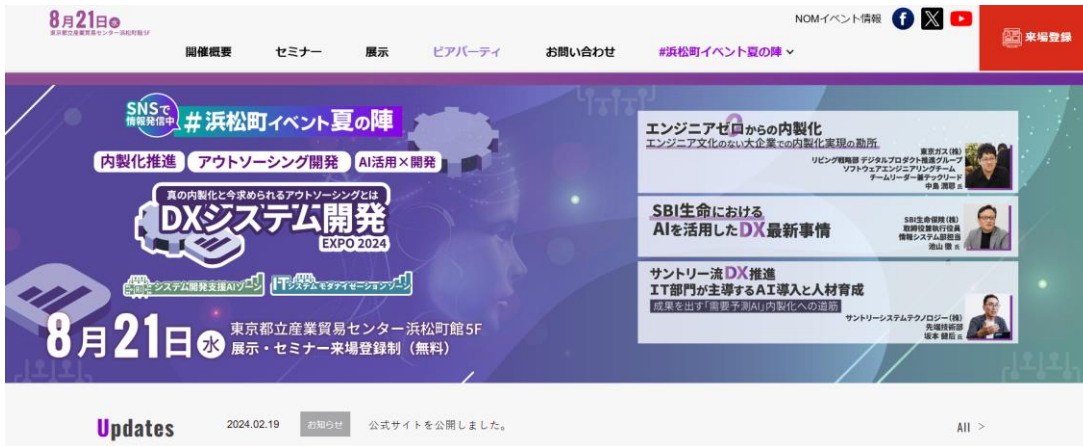 8月21日水
東京都立産業貿易センター浜松町館5F
NOMイベント情報
来場登録
開催概要 セミナー 展示 ビアパーティ お問い合わせ #浜松町イベント夏の陣
SNSで
情報発信中
#浜松町イベント夏の陣
内製化推進 アウトソーシング開発 AI活用×開発
真の内製化と今求められるアウトソーシングとは
DXシステム開発
EXPO 2024
システム開発支援AIゾーン ITシステム モダナイゼーションゾーン
8月21日水
東京都立産業貿易センター浜松町館5F
展示・セミナー来場登録制（無料）
エンジニアゼロからの内製化
エンジニア文化のない大企業での内製化実現の勘所
東京ガス(株)
リビング戦略部 デジタルプロダクト推進グループ
ソフトウェアエンジニアリングチーム
チームリーダー兼テックリード
中島 潤耶 氏
SBI生命における
AIを活用したDX最新事情
SBI生命保険(株)
取締役兼執行役員
情報システム部担当
池山 徹 氏
サントリー流DX推進
IT部門が主導するAI導入と人材育成
成果を出す「需要予測AI」内製化への道筋
サントリーシステムテクノロジー(株)
先端技術部
坂本 健后 氏
Updates
2024.02.19 お知らせ 公式サイトを公開しました。
All >